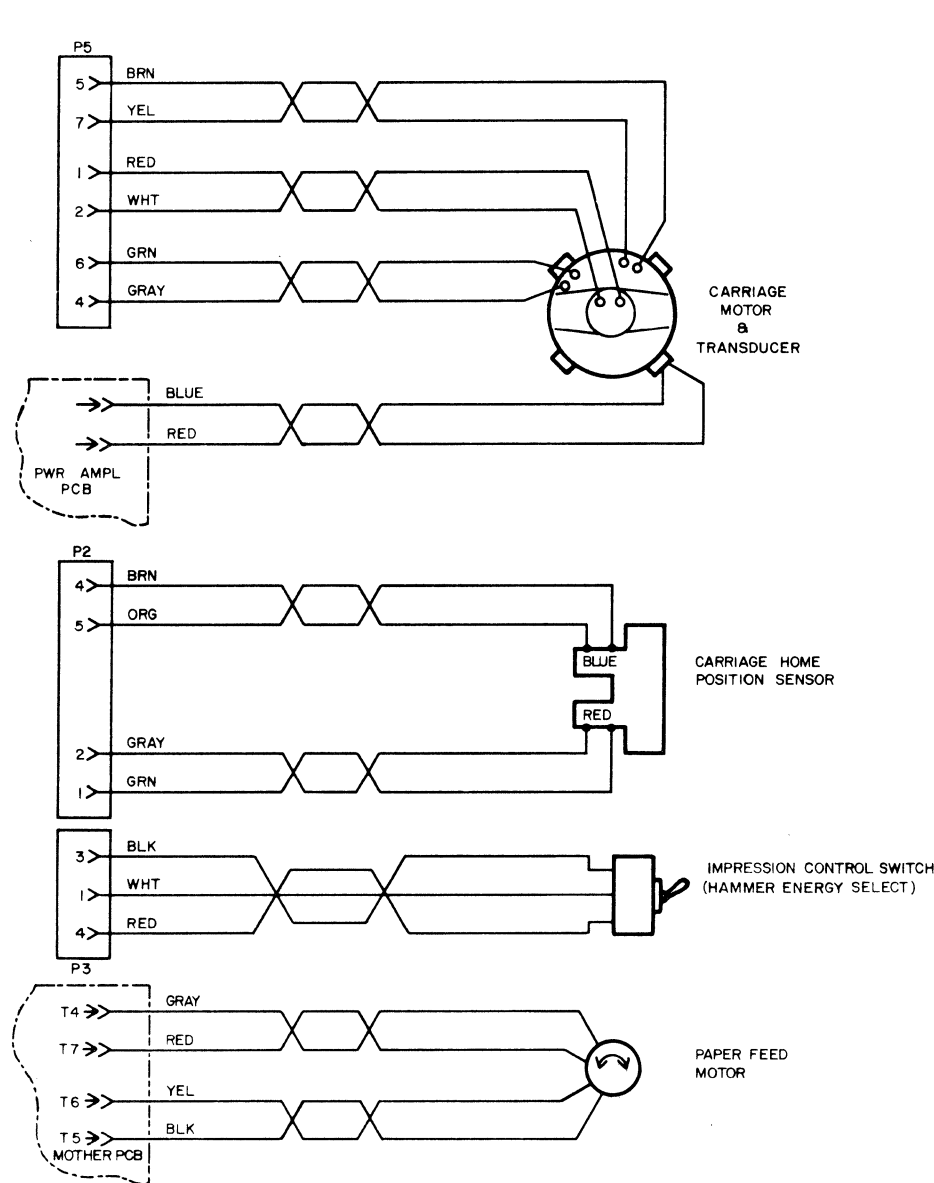 P5
5 BRN
7 YEL
1 RED
2 WHT
6 GRN
4 GRAY
CARRIAGE
MOTOR
&
TRANSDUCER
BLUE
RED
PWR AMPL
PCB
P2
4 BRN
5 ORG
BLUE
CARRIAGE HOME
POSITION SENSOR
RED
2 GRAY
1 GRN
3 BLK
1 WHT
4 RED
IMPRESSION CONTROL SWITCH
(HAMMER ENERGY SELECT)
P3
T4 GRAY
T7 RED
T6 YEL
T5 BLK
MOTHER PCB
PAPER FEED
MOTOR